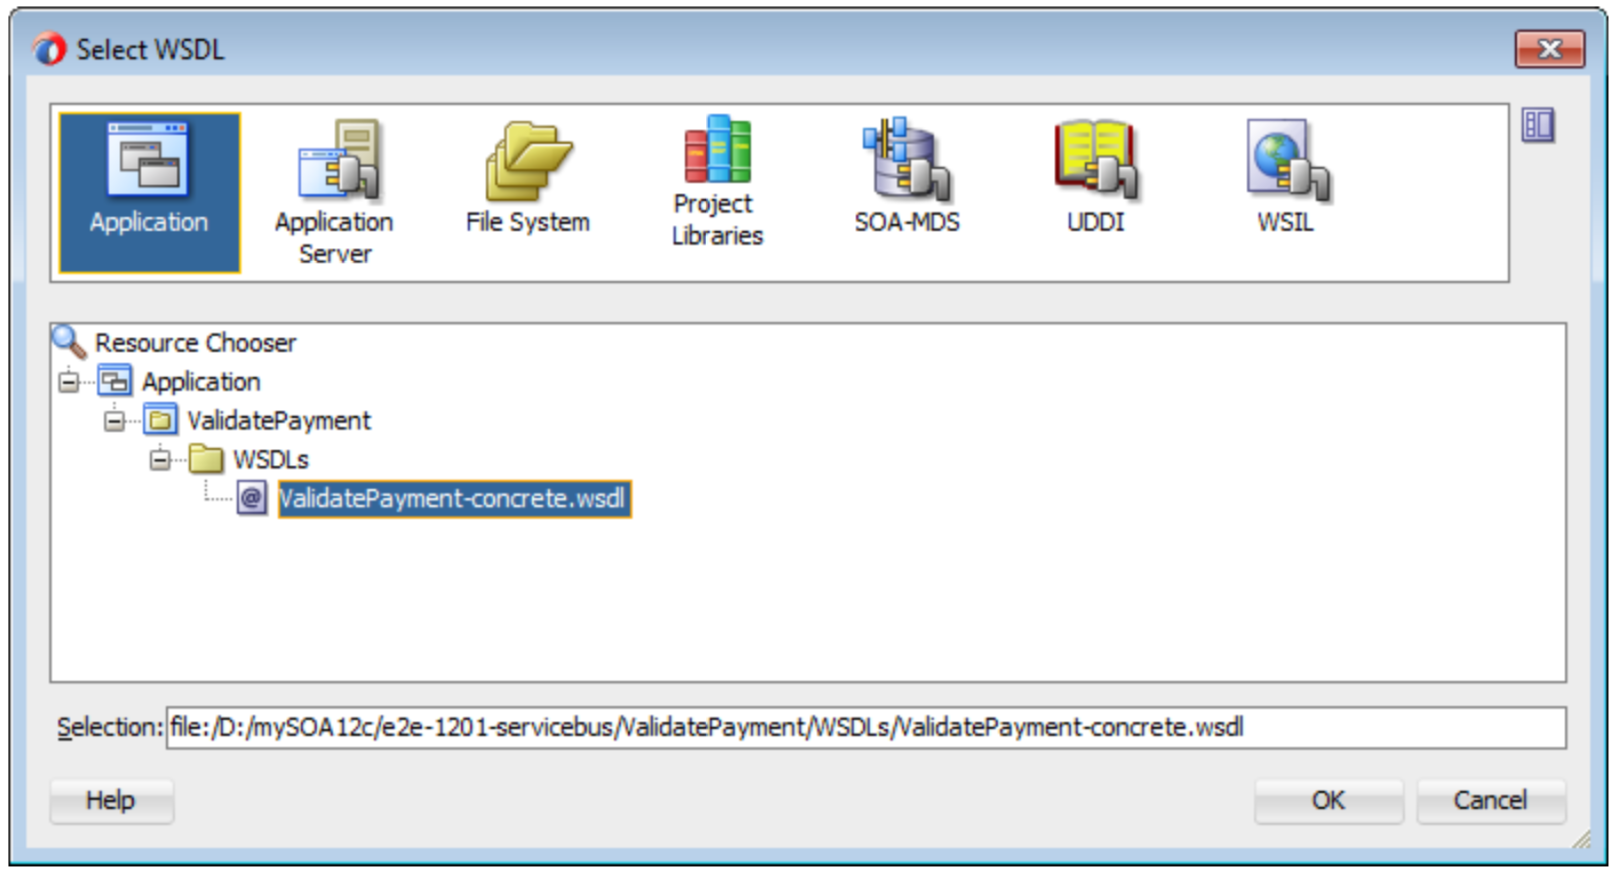 Select WSDL
Application
Application
Server
File System
Project
Libraries
SOA-MDS
UDDI
WSIL
Resource Chooser
Application
ValidatePayment
WSDLs
@
ValidatePayment-concrete.wsdl
Selection: file:/D:/mySOA12c/e2e-1201-servicebus/ValidatePayment/WSDLs/ValidatePayment-concrete.wsdl
Help
OK
Cancel